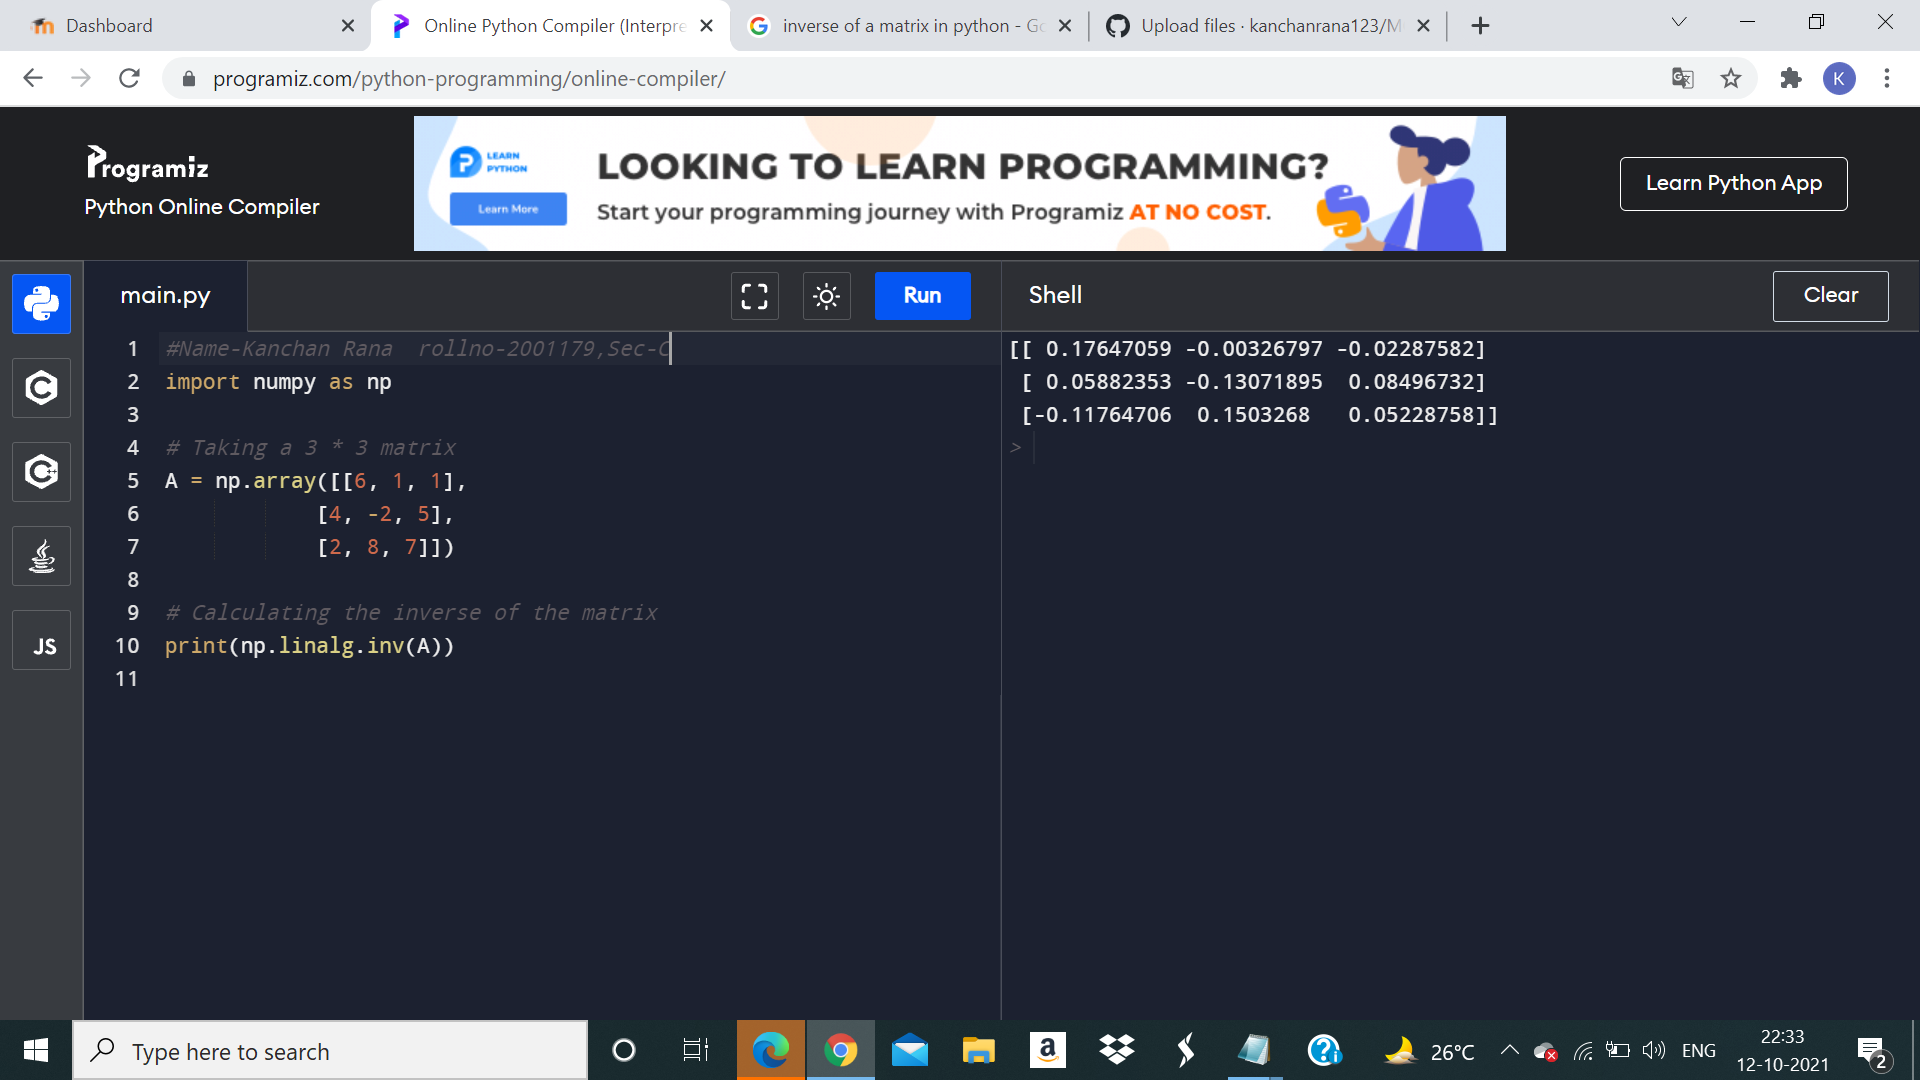 Dashboard
Online Python Compiler (Interpre
inverse of a matrix in python - Go
Upload files · kanchanrana123/M
programiz.com/python-programming/online-compiler/
K
Programiz
Python Online Compiler
LEARN
PYTHON
Learn More
LOOKING TO LEARN PROGRAMMING?
Start your programming journey with Programiz AT NO COST.
Learn Python App
main.py
Run
Shell
Clear
1 #Name-Kanchan Rana  rollno-2001179,Sec-C
2 import numpy as np
3
4 # Taking a 3 * 3 matrix
5 A = np.array([[6, 1, 1],
6             [4, -2, 5],
7             [2, 8, 7]])
8
9 # Calculating the inverse of the matrix
10 print(np.linalg.inv(A))
11
JS
[[ 0.17647059 -0.00326797 -0.02287582]
 [ 0.05882353 -0.13071895  0.08496732]
 [-0.11764706  0.1503268   0.05228758]]
>
Type here to search
26°C
ENG
22:33
12-10-2021
2